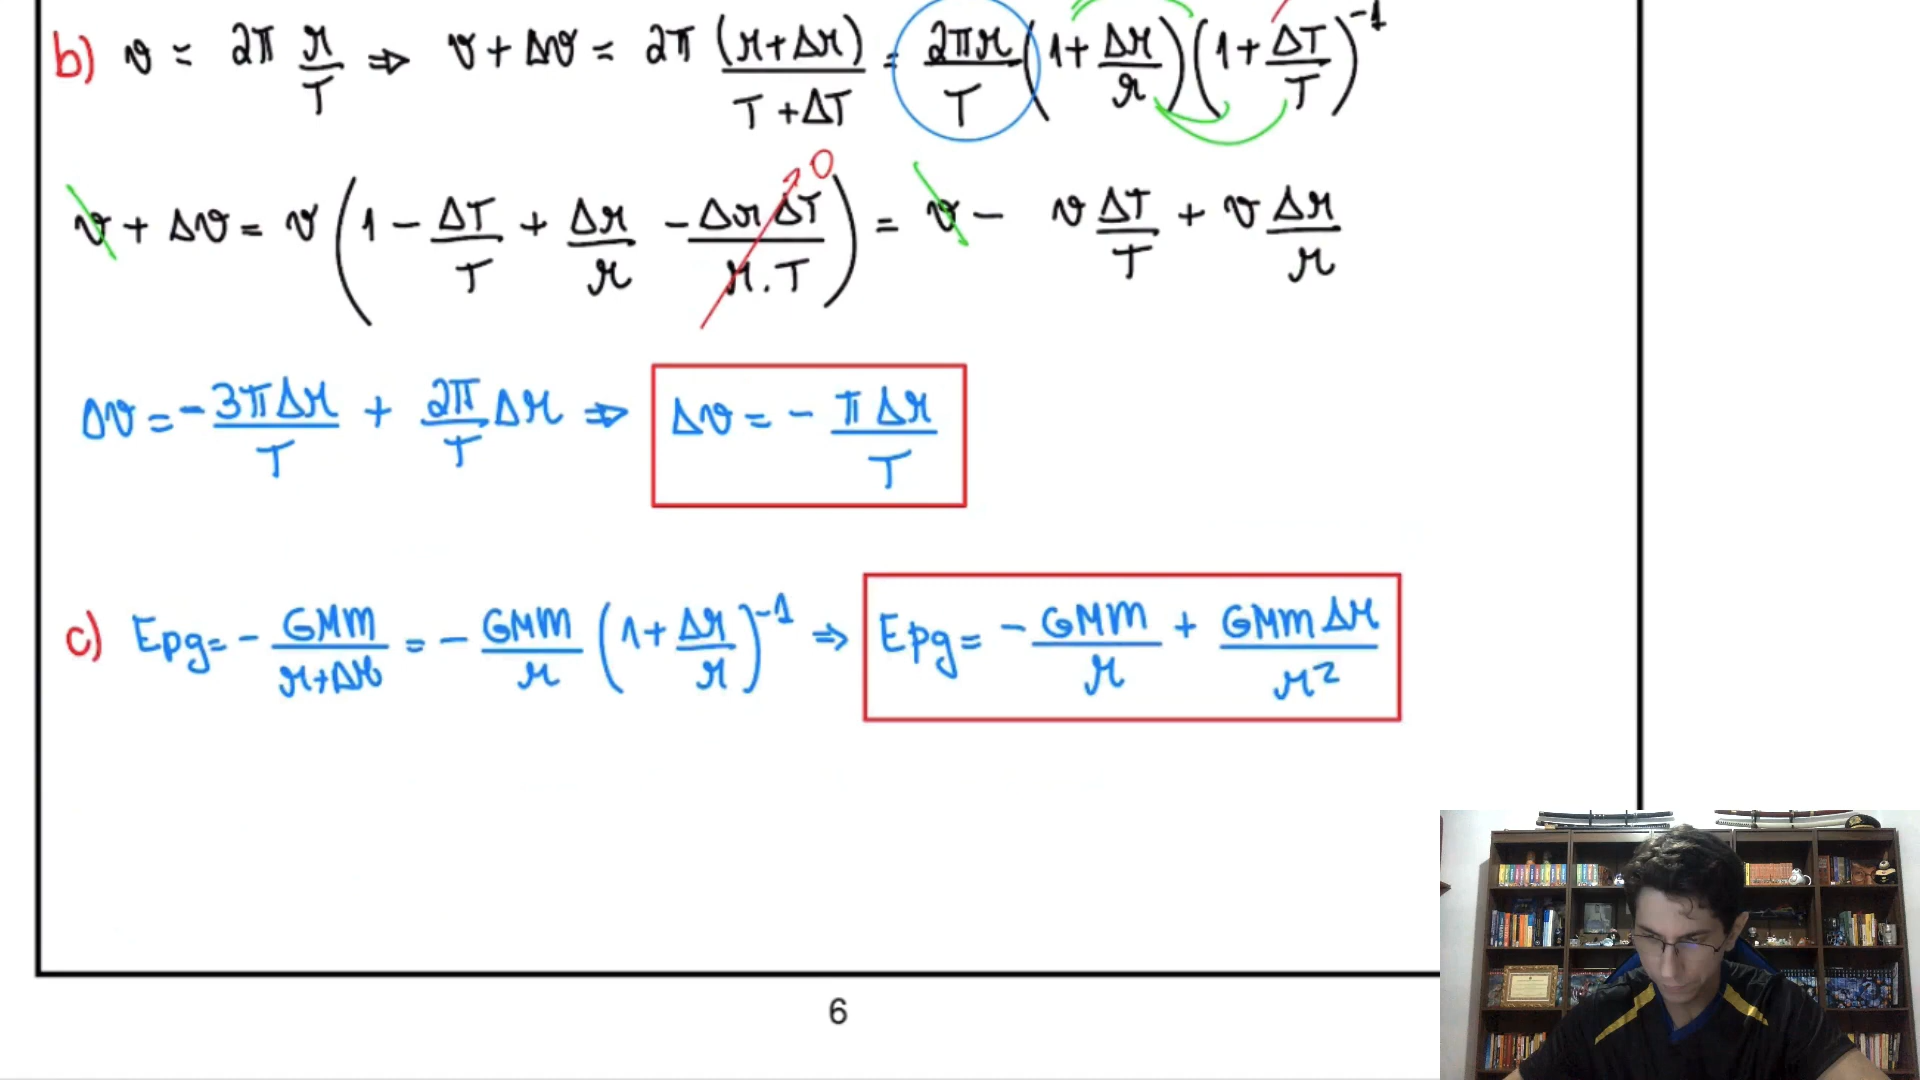 b) v = 2π r/T ⇒ v + Δv = 2π (r+Δr)/(T+ΔT) = 2πr/T (1+Δr/r)(1+ΔT/T)^-1
v + Δv = v (1 - ΔT/T + Δr/r - ΔrΔT/r.T) = v - v ΔT/T + v Δr/r
0
Δv = -3πΔr/T + 2π/T Δr ⇒ Δv = - πΔr/T
c) Epg = - GMm/(r+Δr) = - GMm/r (1+Δr/r)^-1 ⇒ Epg = - GMm/r + GMmΔr/r²
6